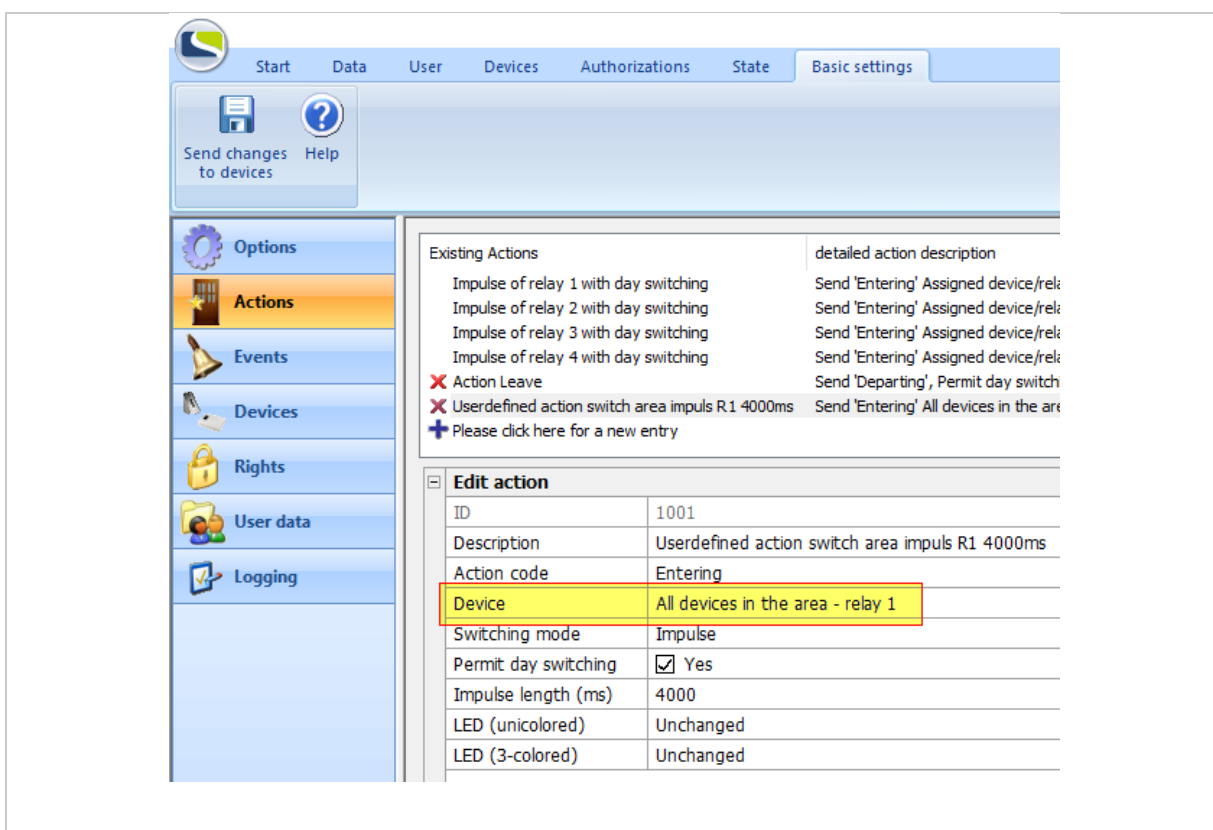 Start Data User Devices Authorizations State Basic settings
Send changes to devices
Help
Options
Actions
Events
Devices
Rights
User data
Logging
Existing Actions detailed action description
Impulse of relay 1 with day switching Send 'Entering' Assigned device/rela
Impulse of relay 2 with day switching Send 'Entering' Assigned device/rela
Impulse of relay 3 with day switching Send 'Entering' Assigned device/rela
Impulse of relay 4 with day switching Send 'Entering' Assigned device/rela
Action Leave Send 'Departing', Permit day switchi
Userdefined action switch area impuls R1 4000ms Send 'Entering' All devices in the are
Please click here for a new entry
Edit action
ID 1001
Description Userdefined action switch area impuls R1 4000ms
Action code Entering
Device All devices in the area - relay 1
Switching mode Impulse
Permit day switching Yes
Impulse length (ms) 4000
LED (unicolored) Unchanged
LED (3-colored) Unchanged